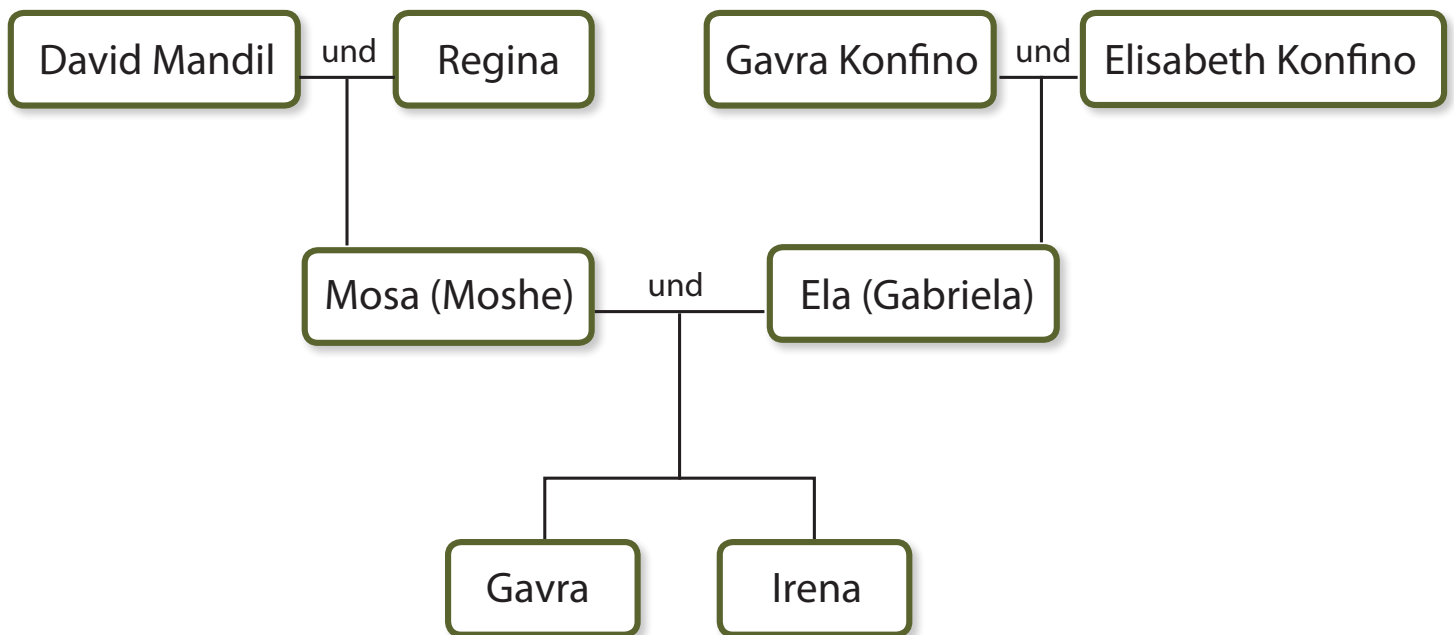 David Mandil und Regina Gavra Konfino und Elisabeth Konfino
Mosa (Moshe) und Ela (Gabriela)
Gavra Irena